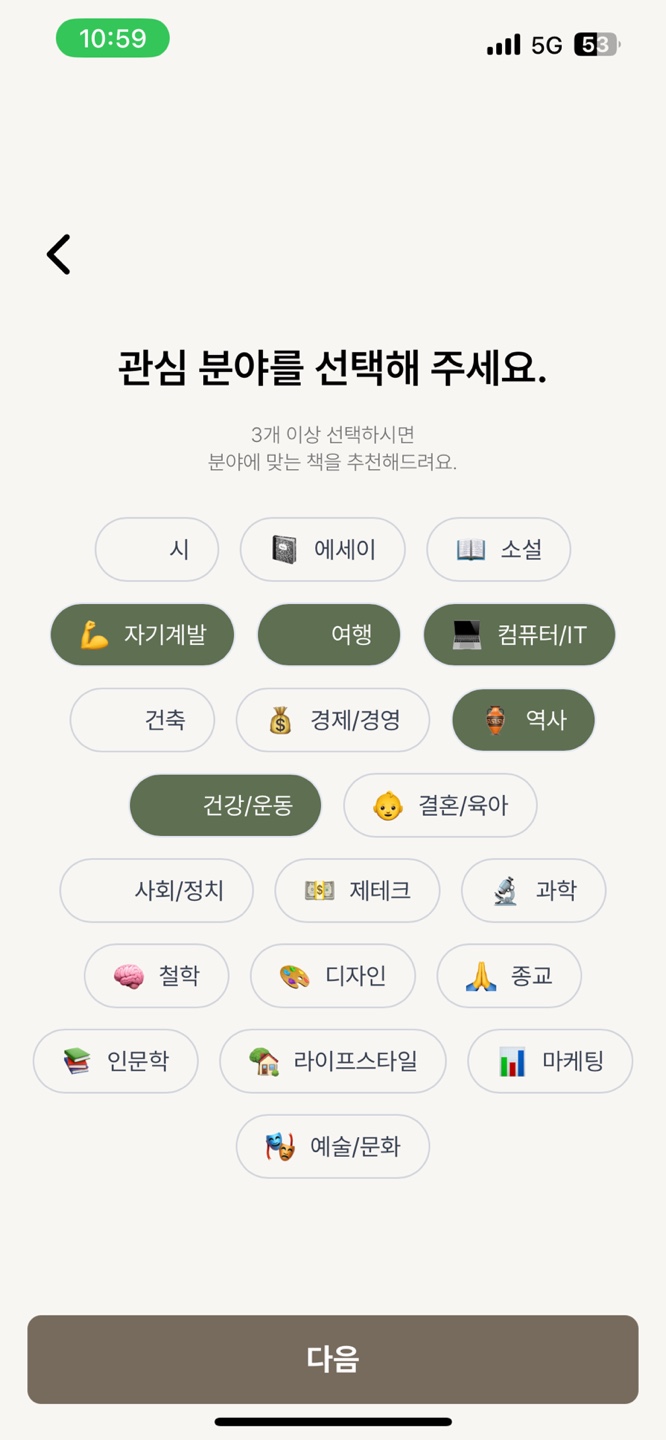 10:59 5G 53
관심 분야를 선택해 주세요.
3개 이상 선택하시면
분야에 맞는 책을 추천해드려요.
시 에세이 소설
자기계발 여행 컴퓨터/IT
건축 경제/경영 역사
건강/운동 결혼/육아
사회/정치 제테크 과학
철학 디자인 종교
인문학 라이프스타일 마케팅
예술/문화
다음